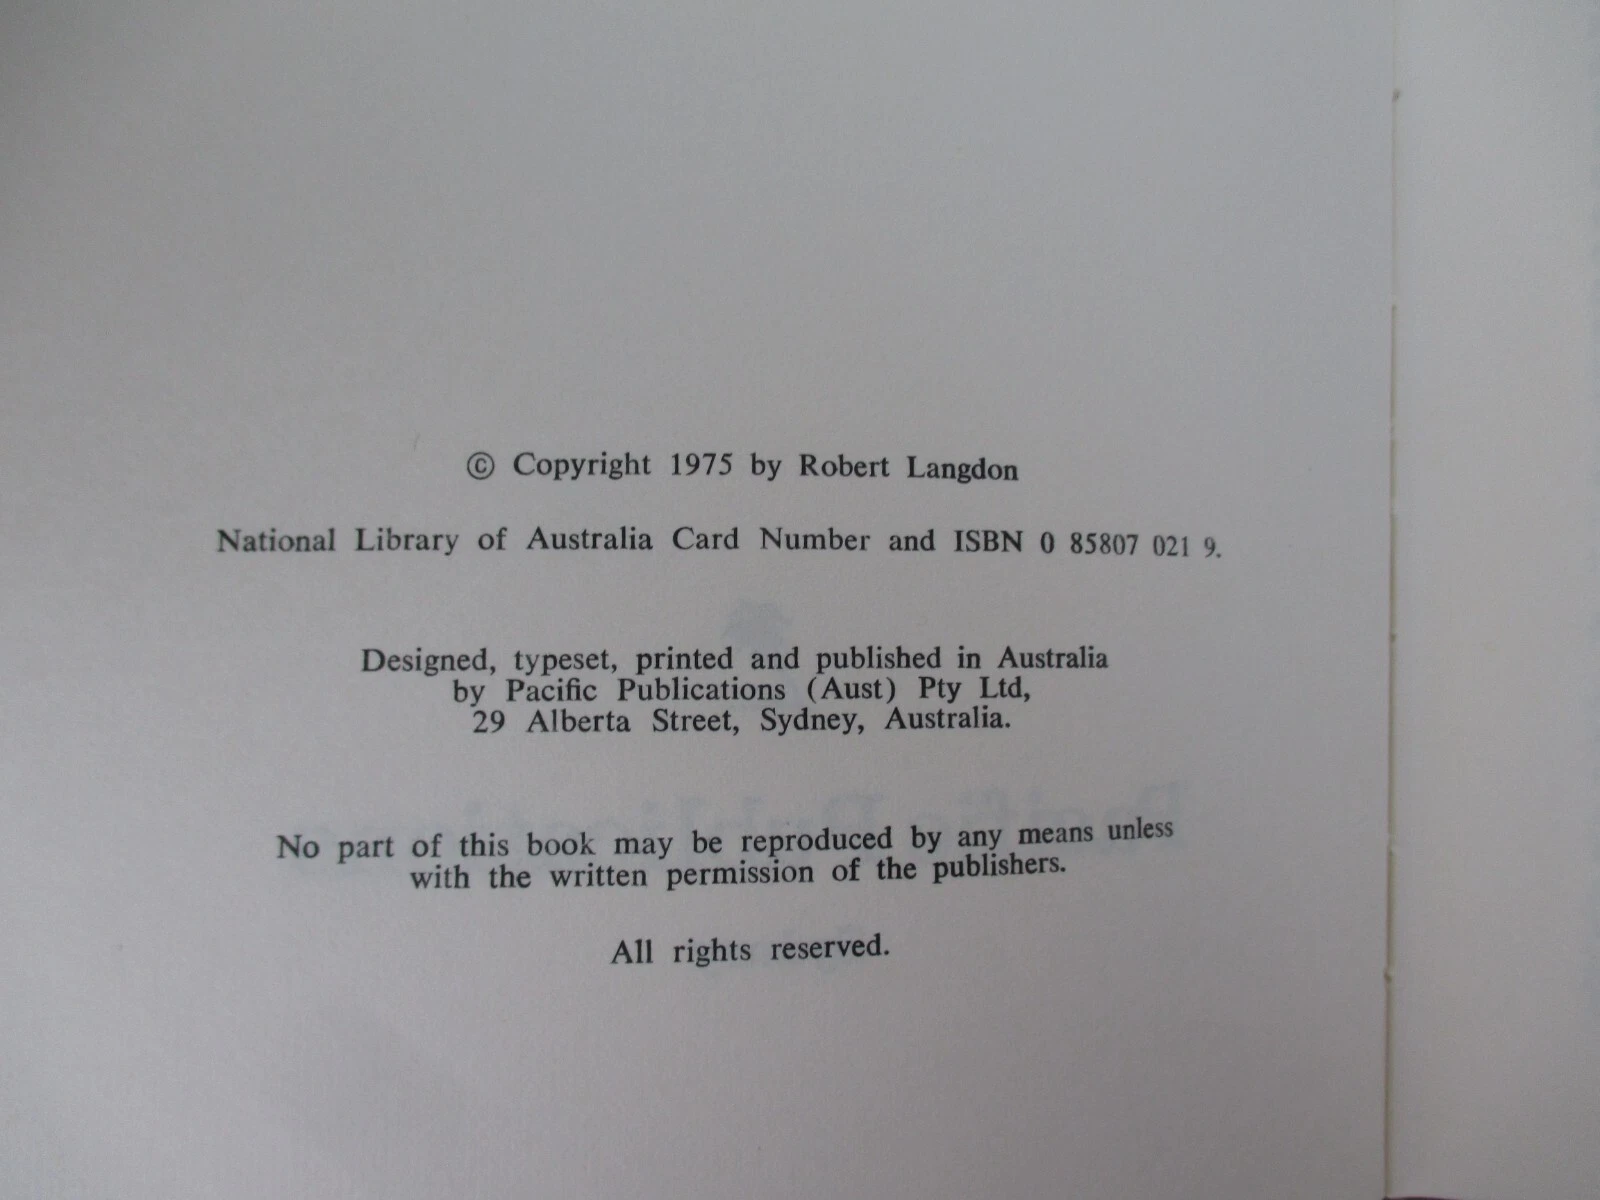 © Copyright 1975 by Robert Langdon
National Library of Australia Card Number and ISBN 0 85807 021 9.
Designed, typeset, printed and published in Australia
by Pacific Publications (Aust) Pty Ltd,
29 Alberta Street, Sydney, Australia.
No part of this book may be reproduced by any means unless
with the written permission of the publishers.
All rights reserved.